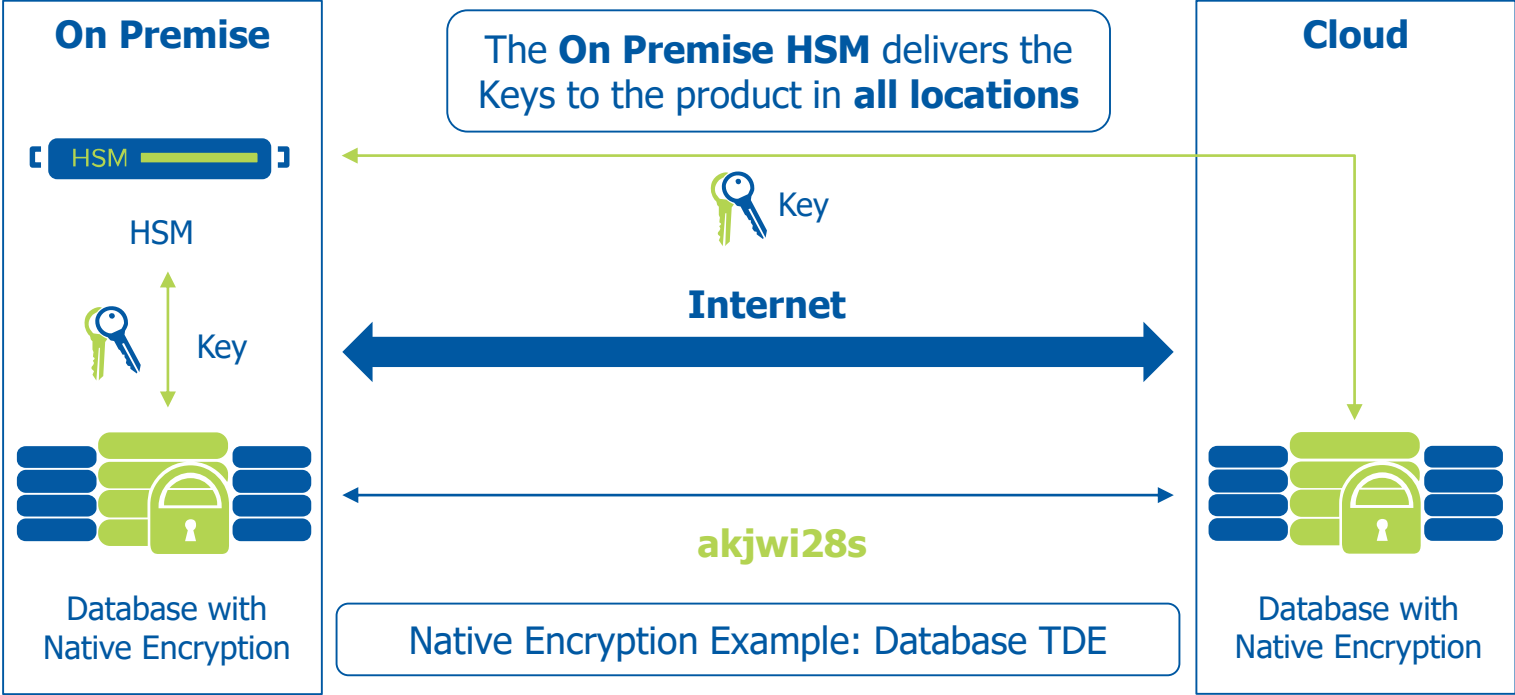 On Premise
The On Premise HSM delivers the
Keys to the product in all locations
Cloud
HSM
HSM
Key
Key
Internet
akjwi28s
Database with
Native Encryption
Native Encryption Example: Database TDE
Database with
Native Encryption